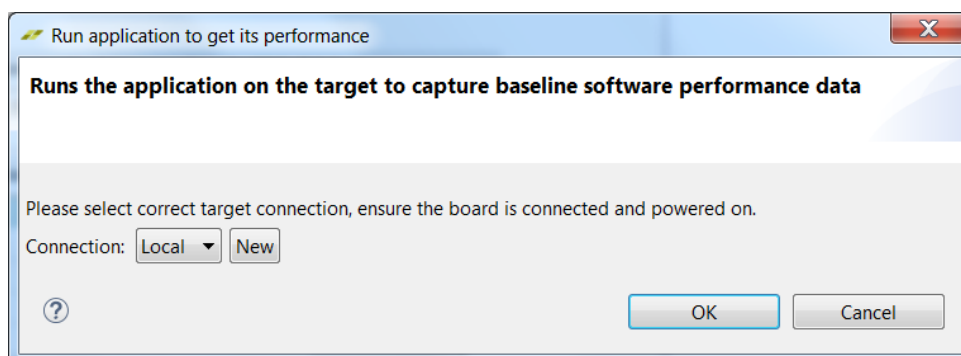 Run application to get its performance
X
Runs the application on the target to capture baseline software performance data
Please select correct target connection, ensure the board is connected and powered on.
Connection: Local New
? OK Cancel